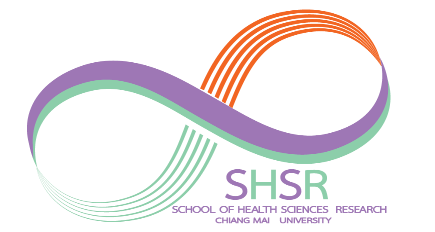 SHSR
SCHOOL OF HEALTH SCIENCES RESEARCH
CHIANG MAI UNIVERSITY